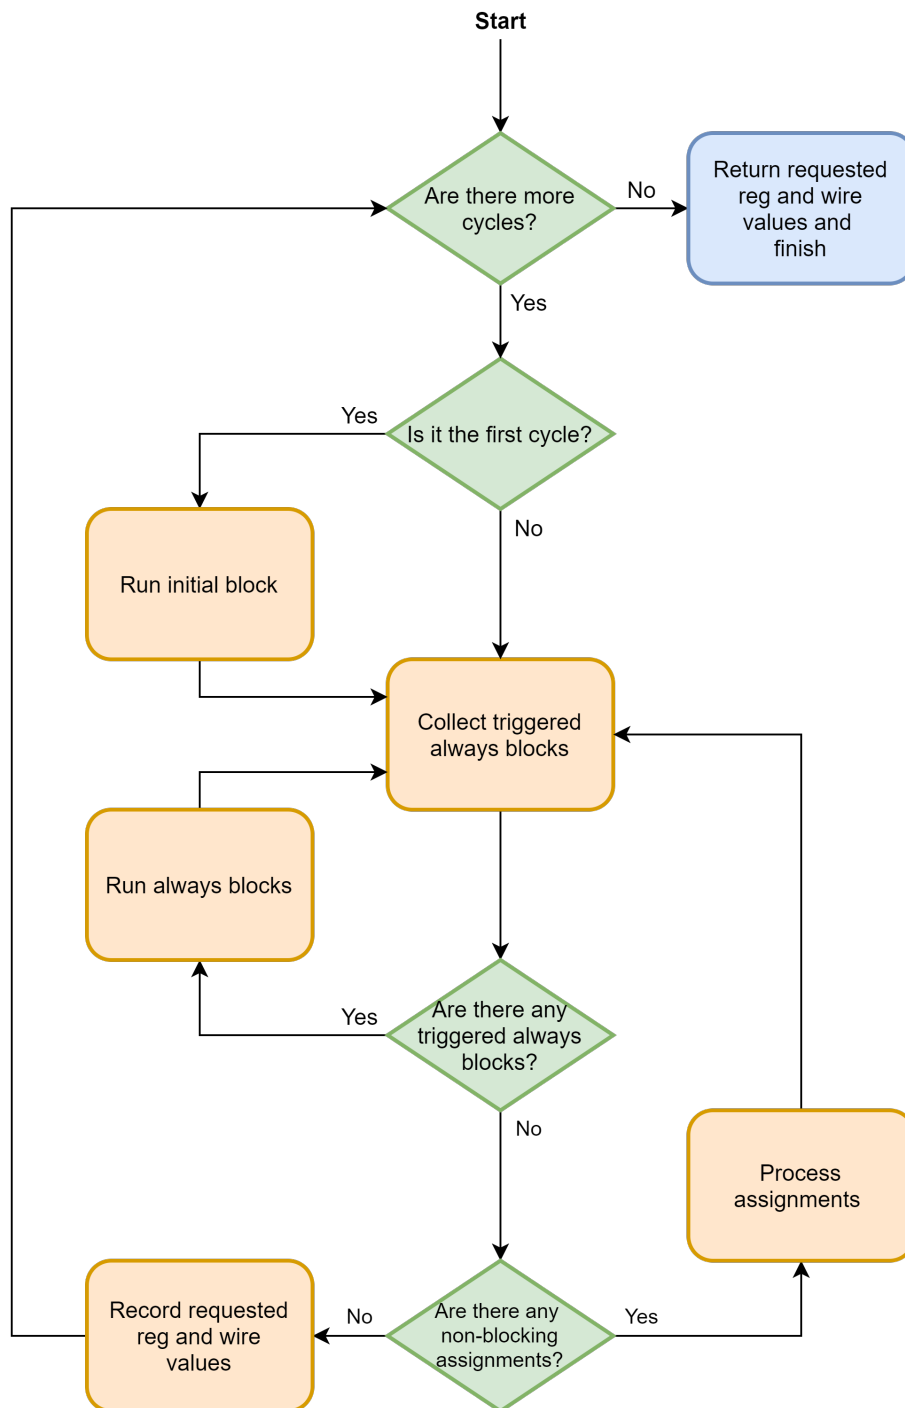 Start
Are there more
cycles?
No
Return requested
reg and wire
values and
finish
Yes
Is it the first cycle?
Yes
No
Run initial block
Collect triggered
always blocks
Run always blocks
Are there any
triggered always
blocks?
Yes
No
Process
assignments
Are there any
non-blocking
assignments?
Yes
No
Record requested
reg and wire
values